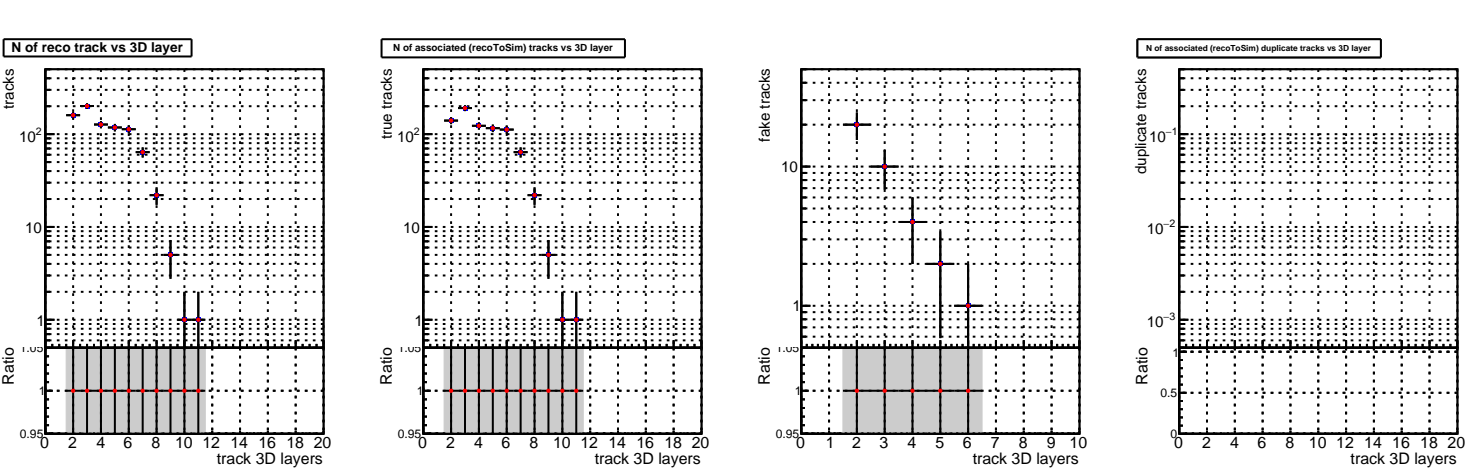 N of reco track vs 3D layer
tracks
10²
10
1
Ratio
1.05
1
0.95
0 2 4 6 8 10 12 14 16 18 20
track 3D layers
N of associated (recoToSim) tracks vs 3D layer
true tracks
10²
10
1
Ratio
1.05
1
0.95
0 2 4 6 8 10 12 14 16 18 20
track 3D layers
fake tracks
10
1
Ratio
1.05
1
0.95
0 1 2 3 4 5 6 7 8 9 10
track 3D layers
N of associated (recoToSim) duplicate tracks vs 3D layer
duplicate tracks
10⁻¹
10⁻²
10⁻³
Ratio
1
0.5
0
0 2 4 6 8 10 12 14 16 18 20
track 3D layers